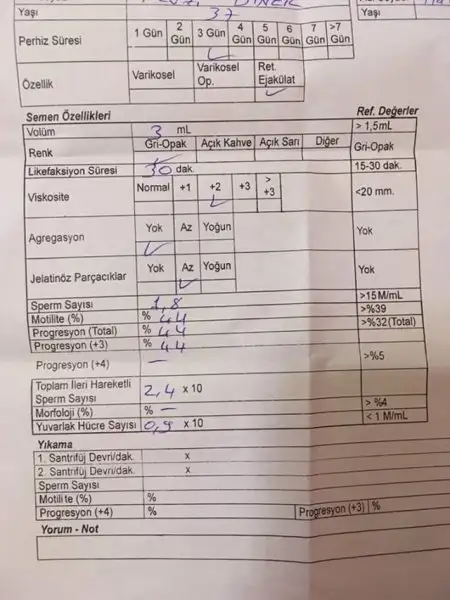 Yaşı 37
Yaşı
Perhiz Süresi 1 Gün 2 Gün 3 Gün 4 Gün 5 Gün 6 Gün 7 Gün >7 Gün
Özellik Varikosel Varikosel Op. Ret. Ejakülat
Semen Özellikleri Ref. Değerler
Volüm 3 mL > 1,5mL
Renk Gri-Opak Açık Kahve Açık Sarı Diğer Gri-Opak
Likefaksiyon Süresi 30 dak. 15-30 dak.
Viskosite Normal +1 +2 +3 > +3 <20 mm.
Agregasyon Yok Az Yoğun Yok
Jelatinöz Parçacıklar Yok Az Yoğun Yok
Sperm Sayısı 1,8 >15M/mL
Motilite (%) % 44 >%39
Progresyon (Total) % 44 >%32(Total)
Progresyon (+3) % 44
Progresyon (+4) — >%5
Toplam İleri Hareketli Sperm Sayısı 2,4 x 10
Morfoloji (%) % — > %4
Yuvarlak Hücre Sayısı 0,9 x 10 < 1 M/mL
Yıkama
1. Santrifüj Devri/dak. x
2. Santrifüj Devri/dak. x
Sperm Sayısı
Motilite (%) %
Progresyon (+4) % Progresyon (+3) %
Yorum - Not